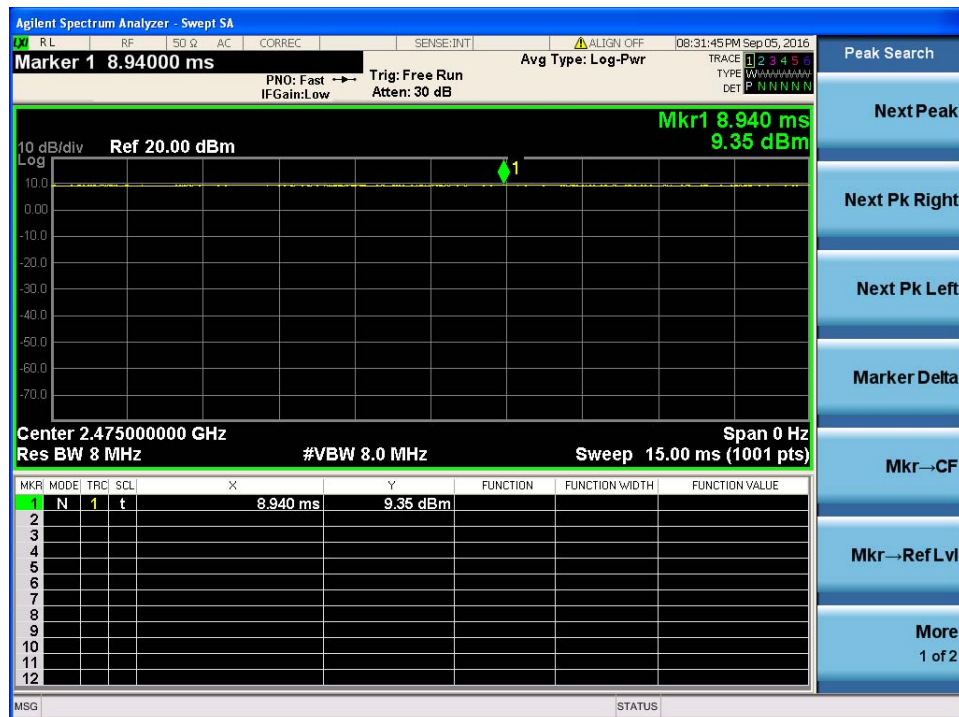 Agilent Spectrum Analyzer - Swept SA
LXI RL RF 50 Ω AC CORREC SENSE:INT ALIGN OFF 08:31:45 PM Sep 05, 2016
Marker 1 8.94000 ms
PNO: Fast
IFGain:Low
Trig: Free Run
Atten: 30 dB
Avg Type: Log-Pwr
TRACE 1 2 3 4 5 6
TYPE WWWWWWW
DET P N N N N N
Mkr1 8.940 ms
9.35 dBm
10 dB/div Ref 20.00 dBm
Log
1
10.0
0.00
-10.0
-20.0
-30.0
-40.0
-50.0
-60.0
-70.0
Center 2.475000000 GHz Span 0 Hz
Res BW 8 MHz #VBW 8.0 MHz Sweep 15.00 ms (1001 pts)
MKR MODE TRC SCL X Y FUNCTION FUNCTION WIDTH FUNCTION VALUE
1 N 1 t 8.940 ms 9.35 dBm
2
3
4
5
6
7
8
9
10
11
12
MSG STATUS
Peak Search
Next Peak
Next Pk Right
Next Pk Left
Marker Delta
Mkr→CF
Mkr→Ref Lvl
More
1 of 2